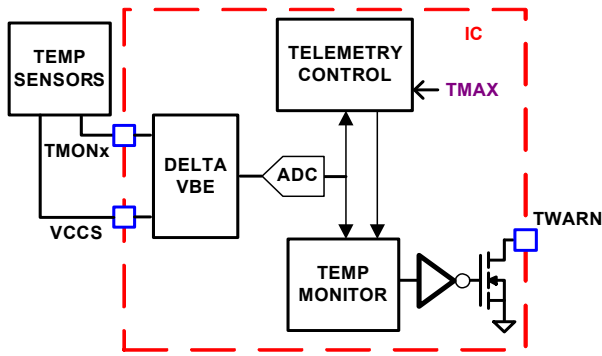 IC
TEMP
SENSORS
TELEMETRY
CONTROL
TMAX
TMONx
DELTA
VBE
ADC
VCCS
TWARN
TEMP
MONITOR